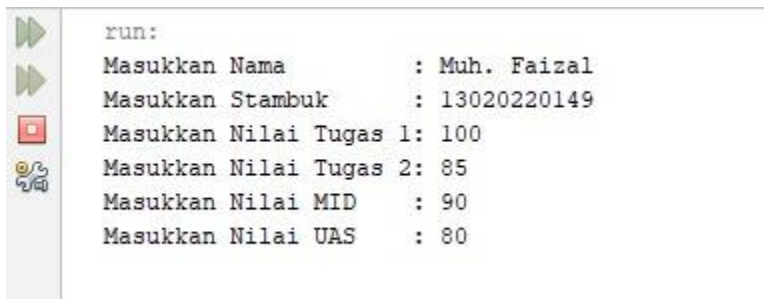 run:
Masukkan Nama : Muh. Faizal
Masukkan Stambuk : 13020220149
Masukkan Nilai Tugas 1: 100
Masukkan Nilai Tugas 2: 85
Masukkan Nilai MID : 90
Masukkan Nilai UAS : 80